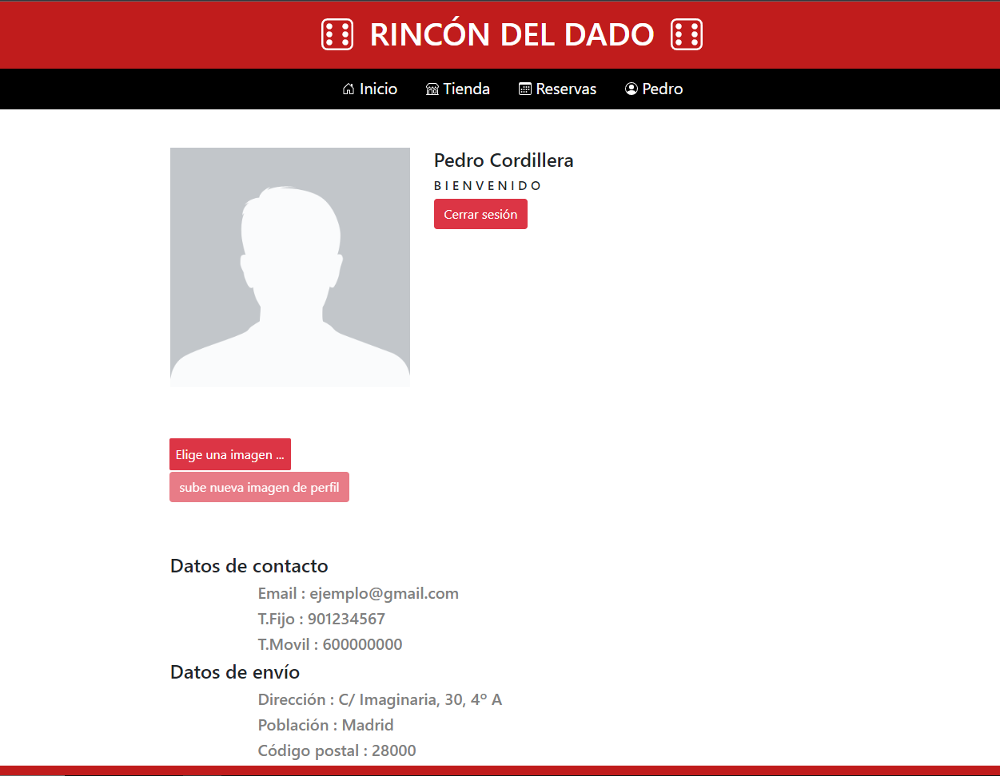 RINCÓN DEL DADO
Inicio Tienda Reservas Pedro
Pedro Cordillera
BIENVENIDO
Cerrar sesión
Elige una imagen ...
sube nueva imagen de perfil
Datos de contacto
Email : ejemplo@gmail.com
T.Fijo : 901234567
T.Movil : 600000000
Datos de envío
Dirección : C/ Imaginaria, 30, 4º A
Población : Madrid
Código postal : 28000